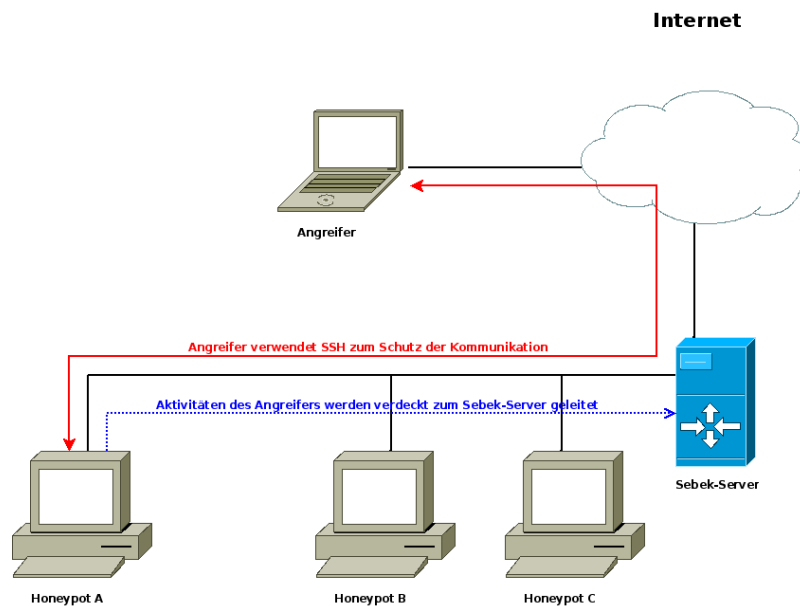 Internet
Angreifer
Angreifer verwendet SSH zum Schutz der Kommunikation
Aktivitäten des Angreifers werden verdeckt zum Sebek-Server geleitet
Sebek-Server
Honeypot A
Honeypot B
Honeypot C